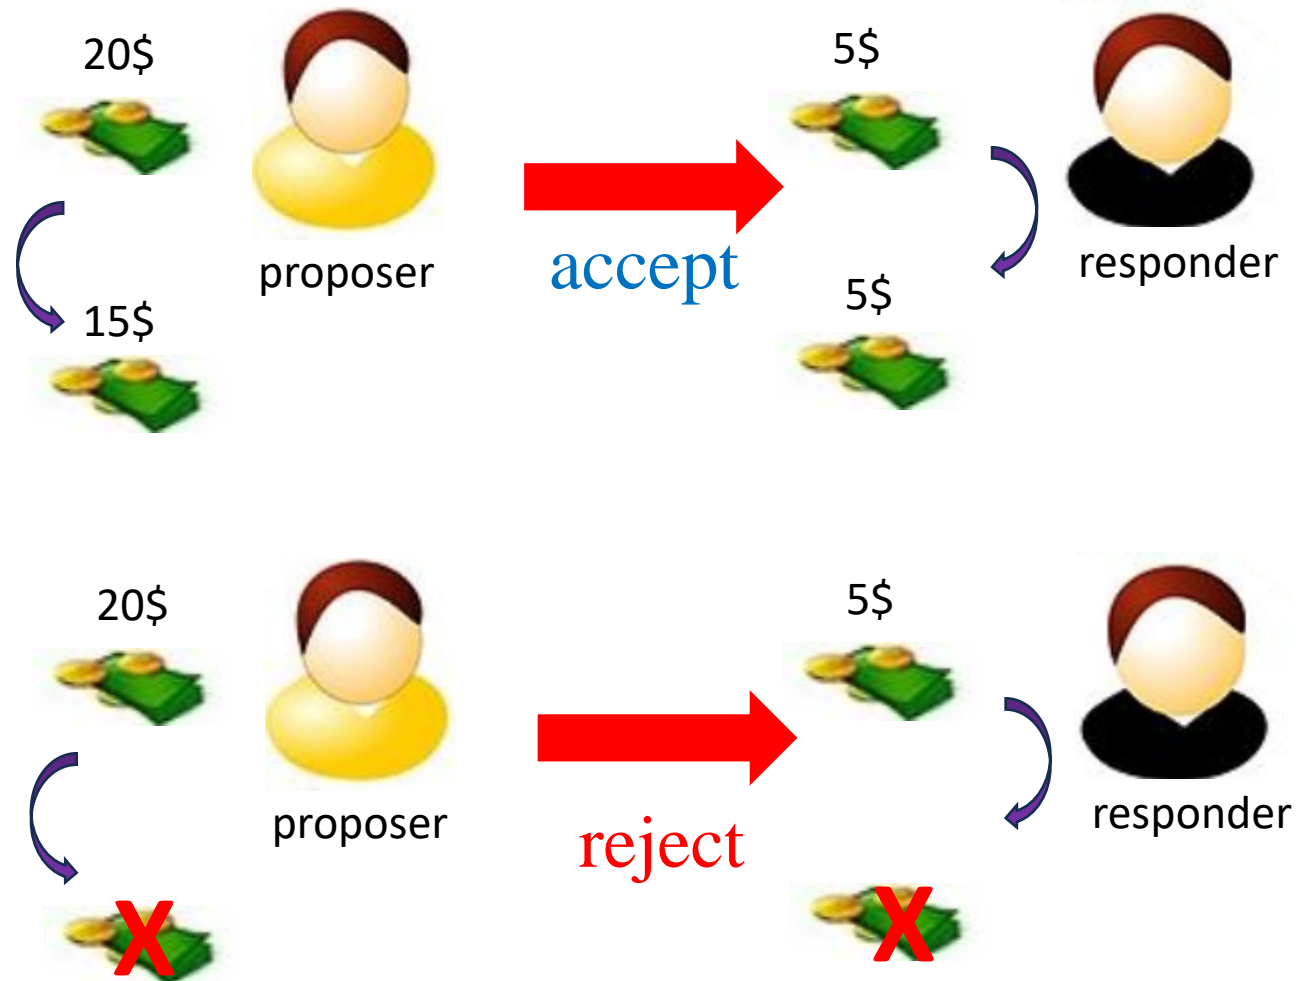 20$
5$
proposer
accept
responder
15$
5$
20$
5$
proposer
reject
responder
X
X